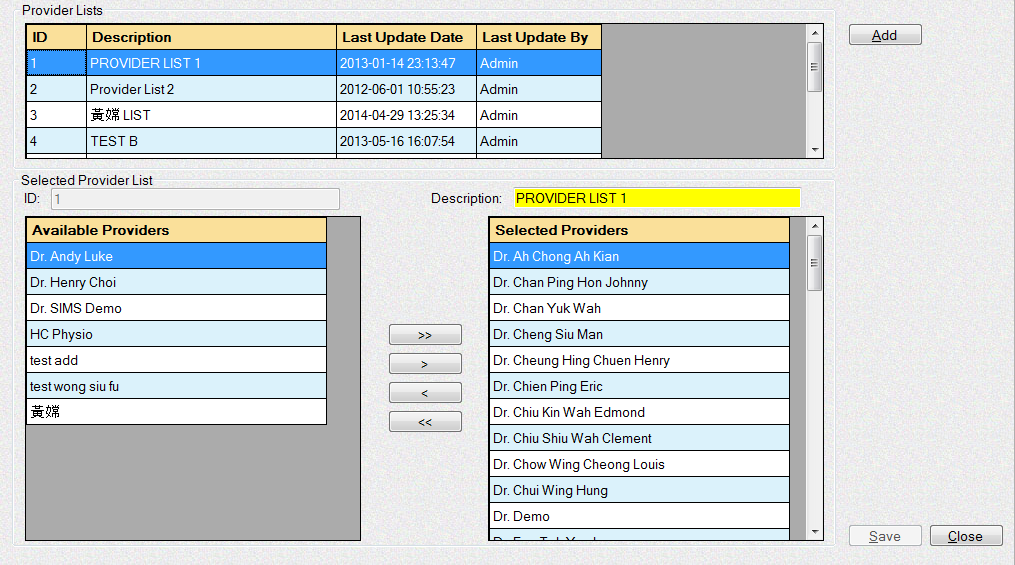 Provider Lists
ID Description Last Update Date Last Update By
1 PROVIDER LIST 1 2013-01-14 23:13:47 Admin
2 Provider List 2 2012-06-01 10:55:23 Admin
3 黃嫦 LIST 2014-04-29 13:25:34 Admin
4 TEST B 2013-05-16 16:07:54 Admin
Add
Selected Provider List
ID: 1
Description: PROVIDER LIST 1
Available Providers
Dr. Andy Luke
Dr. Henry Choi
Dr. SIMS Demo
HC Physio
test add
test wong siu fu
黃嫦
>>
>
<
<<
Selected Providers
Dr. Ah Chong Ah Kian
Dr. Chan Ping Hon Johnny
Dr. Chan Yuk Wah
Dr. Cheng Siu Man
Dr. Cheung Hing Chuen Henry
Dr. Chien Ping Eric
Dr. Chiu Kin Wah Edmond
Dr. Chiu Shiu Wah Clement
Dr. Chow Wing Cheong Louis
Dr. Chui Wing Hung
Dr. Demo
Save Close